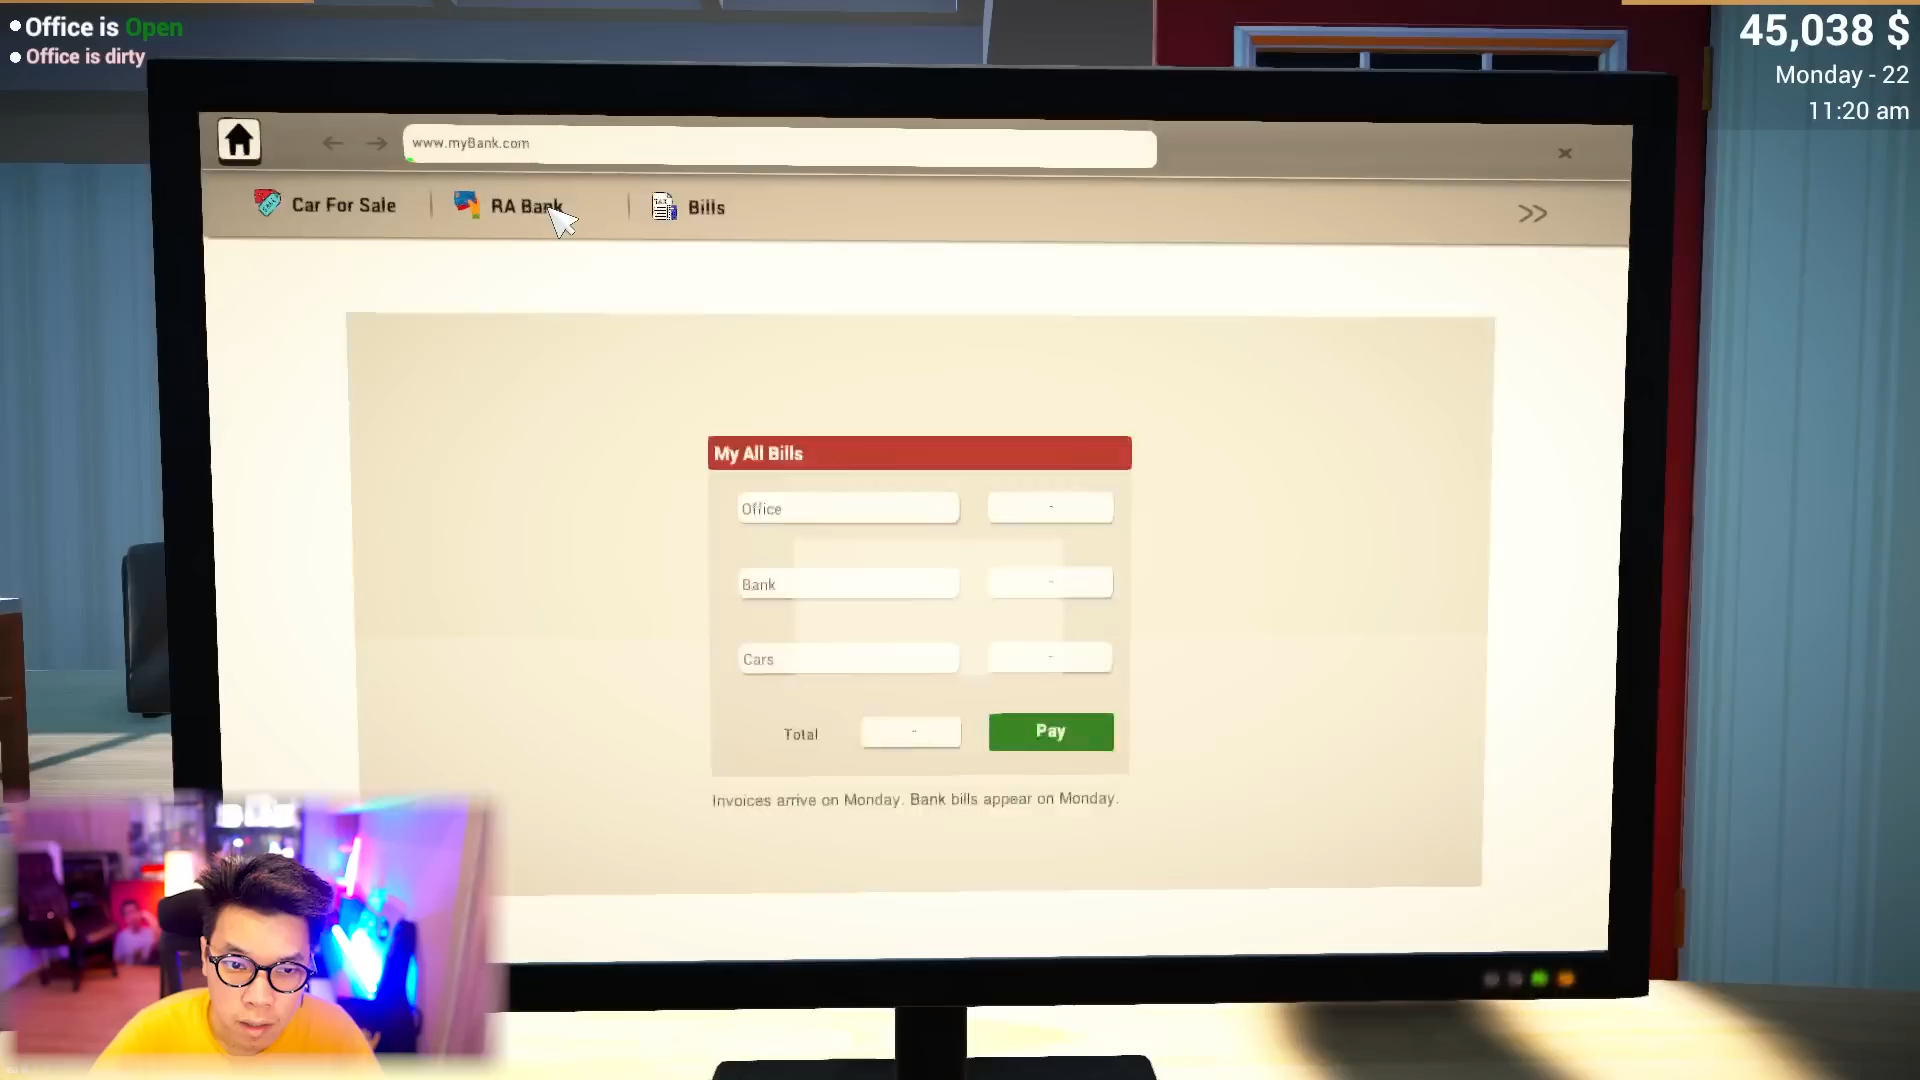 Office is Open
Office is dirty
45,038 $
Monday - 22
11:20 am
www.myBank.com
Car For Sale
RA Bank
Bills
>>
My All Bills
Office -
Bank -
Cars -
Total - Pay
Invoices arrive on Monday. Bank bills appear on Monday.